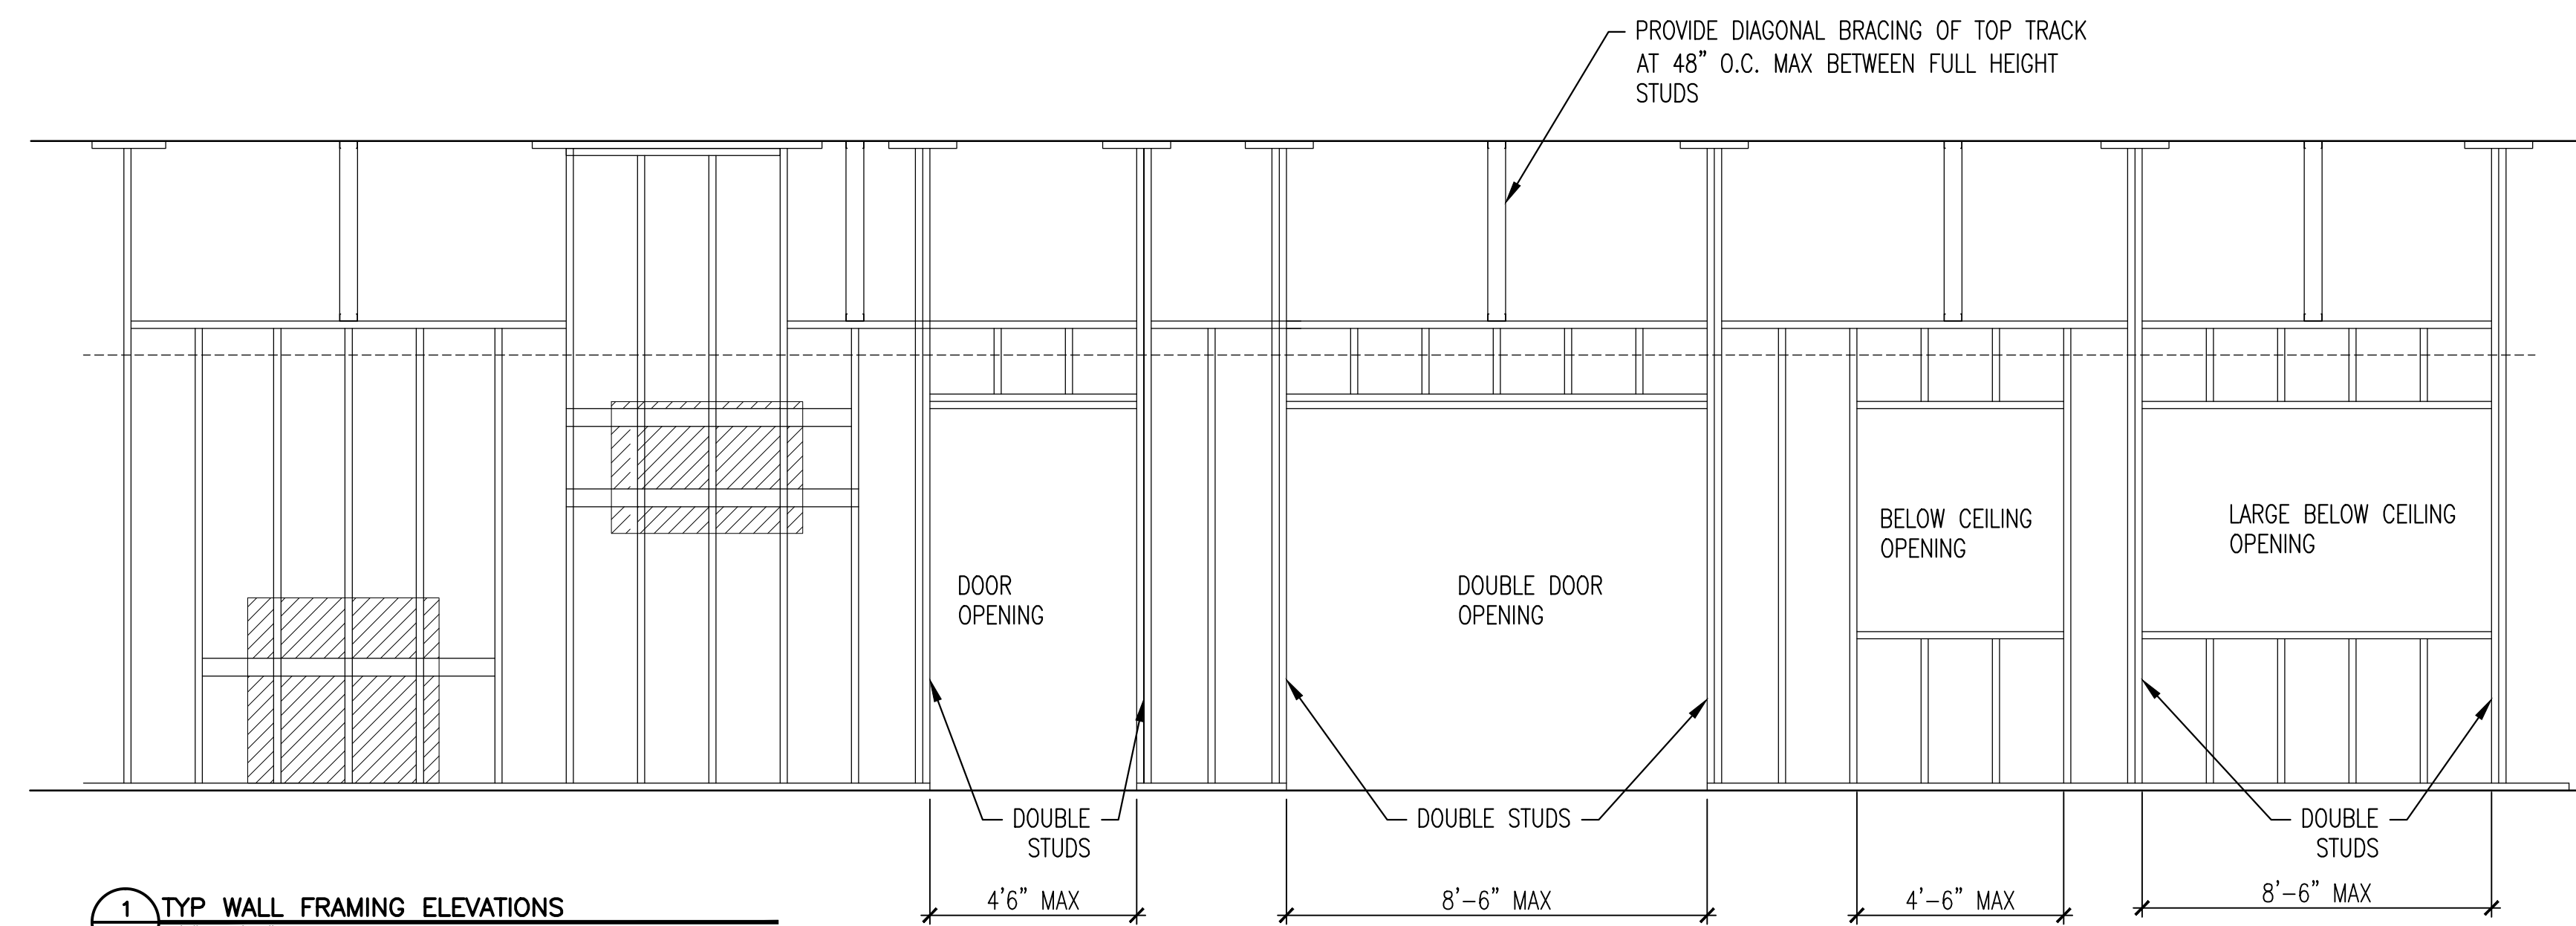 PROVIDE DIAGONAL BRACING OF TOP TRACK
AT 48” O.C. MAX BETWEEN FULL HEIGHT
STUDS
BELOW CEILING
OPENING
LARGE BELOW CEILING
OPENING
DOOR
OPENING
DOUBLE DOOR
OPENING
DOUBLE
STUDS
DOUBLE STUDS
DOUBLE
STUDS
4’6” MAX
8’-6” MAX
4’-6” MAX
8’-6” MAX
1 TYP WALL FRAMING ELEVATIONS